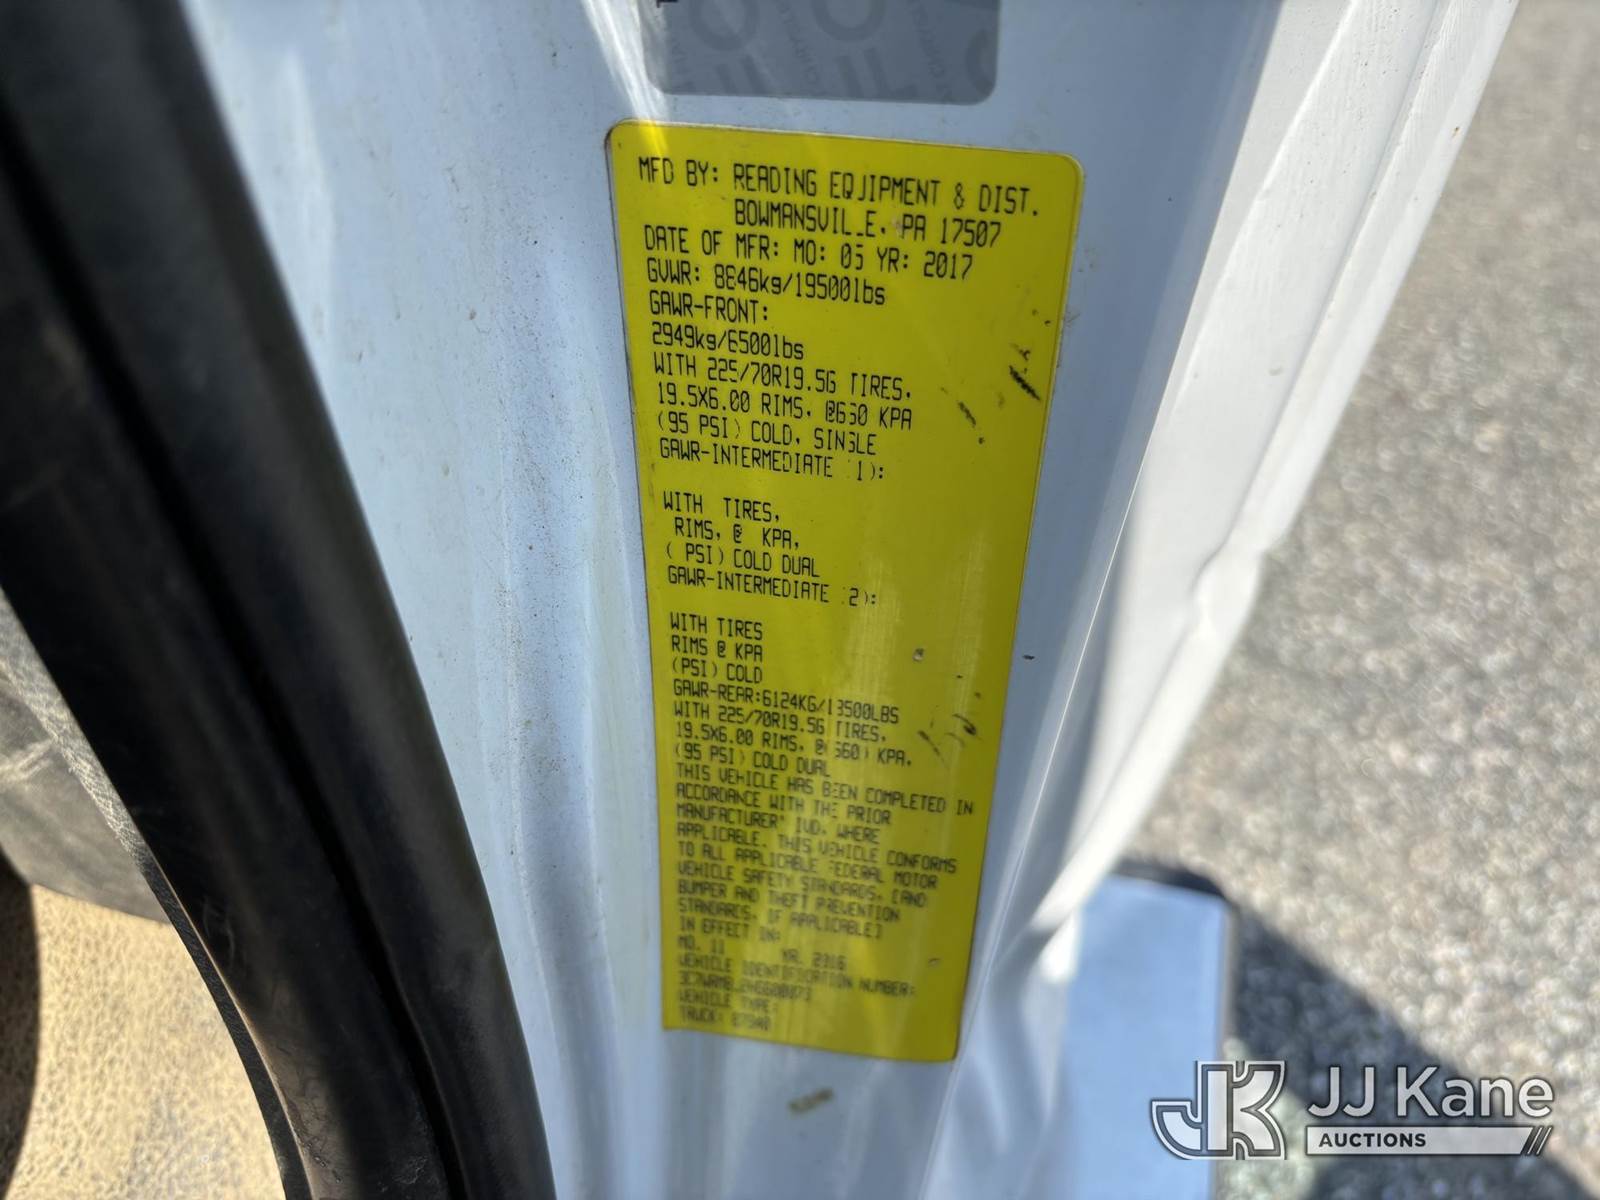 MFD BY: READING EQUIPMENT & DIST.
BOWMANSVILLE, PA 17507
DATE OF MFR: MO: 05 YR: 2017
GVWR: 8846kg/19500lbs
GAWR-FRONT:
2949kg/6500lbs
WITH 225/70R19.5G TIRES,
19.5X6.00 RIMS, @660 KPA
(95 PSI) COLD, SINGLE
GAWR-INTERMEDIATE (1):
WITH TIRES,
RIMS, @ KPA,
( PSI) COLD DUAL
GAWR-INTERMEDIATE (2):
WITH TIRES
RIMS @ KPA
(PSI) COLD
GAWR-REAR:6124KG/13500LBS
WITH 225/70R19.5G TIRES,
19.5X6.00 RIMS, @(660) KPA,
(95 PSI) COLD DUAL
THIS VEHICLE HAS BEEN COMPLETED IN
ACCORDANCE WITH THE PRIOR
MANUFACTURER' IVD, WHERE
APPLICABLE. THIS VEHICLE CONFORMS
TO ALL APPLICABLE FEDERAL MOTOR
VEHICLE SAFETY STANDARDS, [AND
BUMPER AND THEFT PREVENTION
STANDARDS, IF APPLICABLE]
IN EFFECT IN:
MO. 11 YR. 2016
VEHICLE IDENTIFICATION NUMBER:
VEHICLE TYPE:
TRUCK:
JJ Kane
AUCTIONS